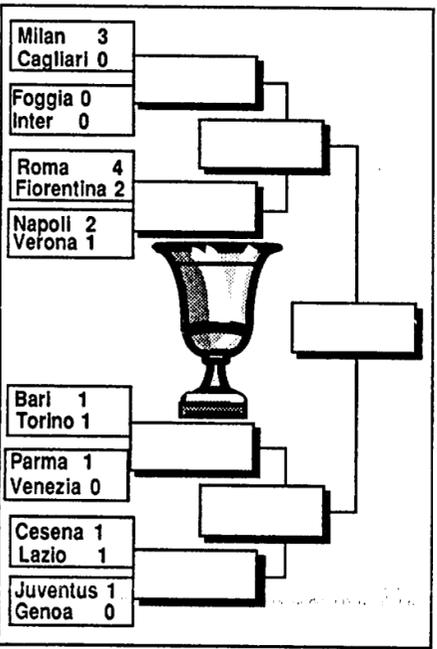 Milan 3
Cagliari 0
Foggia 0
Inter 0
Roma 4
Fiorentina 2
Napoli 2
Verona 1
Bari 1
Torino 1
Parma 1
Venezia 0
Cesena 1
Lazio 1
Juventus 1
Genoa 0